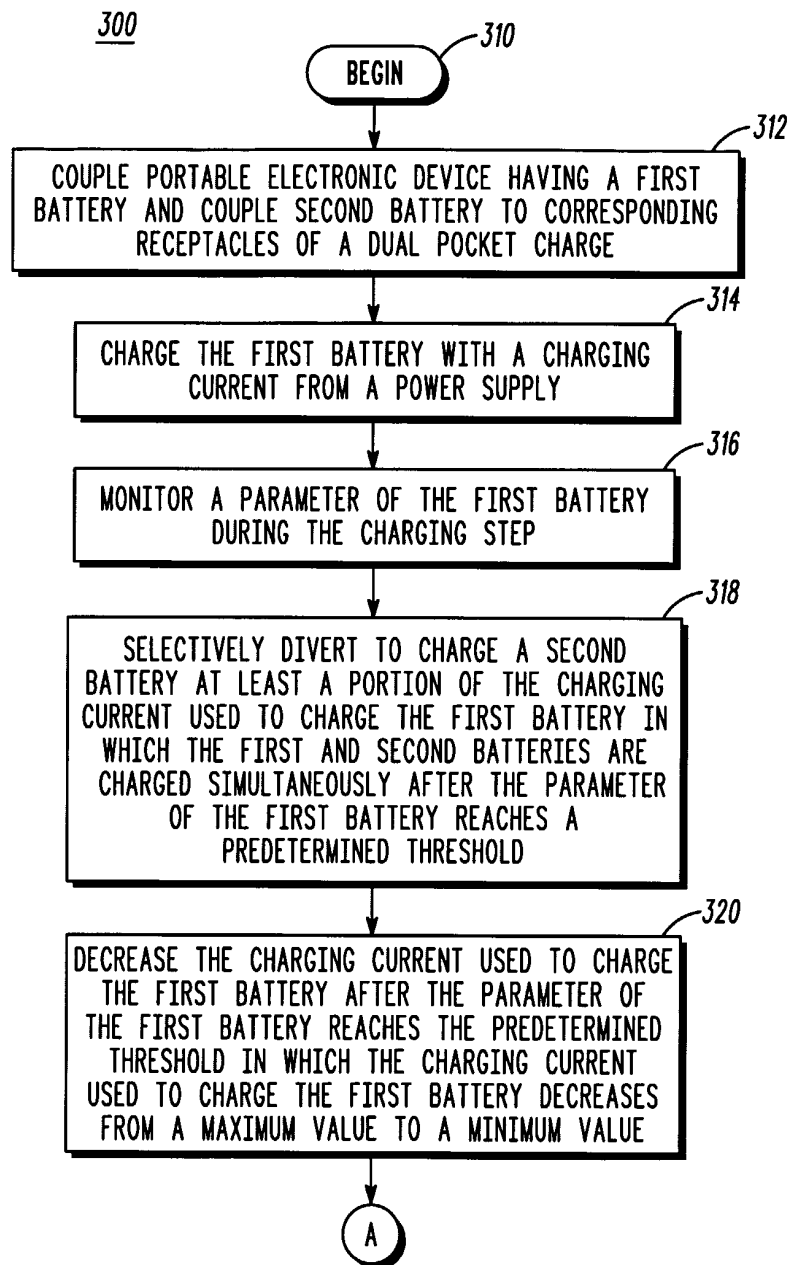 300
310
BEGIN
312
COUPLE PORTABLE ELECTRONIC DEVICE HAVING A FIRST
BATTERY AND COUPLE SECOND BATTERY TO CORRESPONDING
RECEPTACLES OF A DUAL POCKET CHARGE
314
CHARGE THE FIRST BATTERY WITH A CHARGING
CURRENT FROM A POWER SUPPLY
316
MONITOR A PARAMETER OF THE FIRST BATTERY
DURING THE CHARGING STEP
318
SELECTIVELY DIVERT TO CHARGE A SECOND
BATTERY AT LEAST A PORTION OF THE CHARGING
CURRENT USED TO CHARGE THE FIRST BATTERY IN
WHICH THE FIRST AND SECOND BATTERIES ARE
CHARGED SIMULTANEOUSLY AFTER THE PARAMETER
OF THE FIRST BATTERY REACHES A
PREDETERMINED THRESHOLD
320
DECREASE THE CHARGING CURRENT USED TO CHARGE
THE FIRST BATTERY AFTER THE PARAMETER OF
THE FIRST BATTERY REACHES THE PREDETERMINED
THRESHOLD IN WHICH THE CHARGING CURRENT
USED TO CHARGE THE FIRST BATTERY DECREASES
FROM A MAXIMUM VALUE TO A MINIMUM VALUE
A